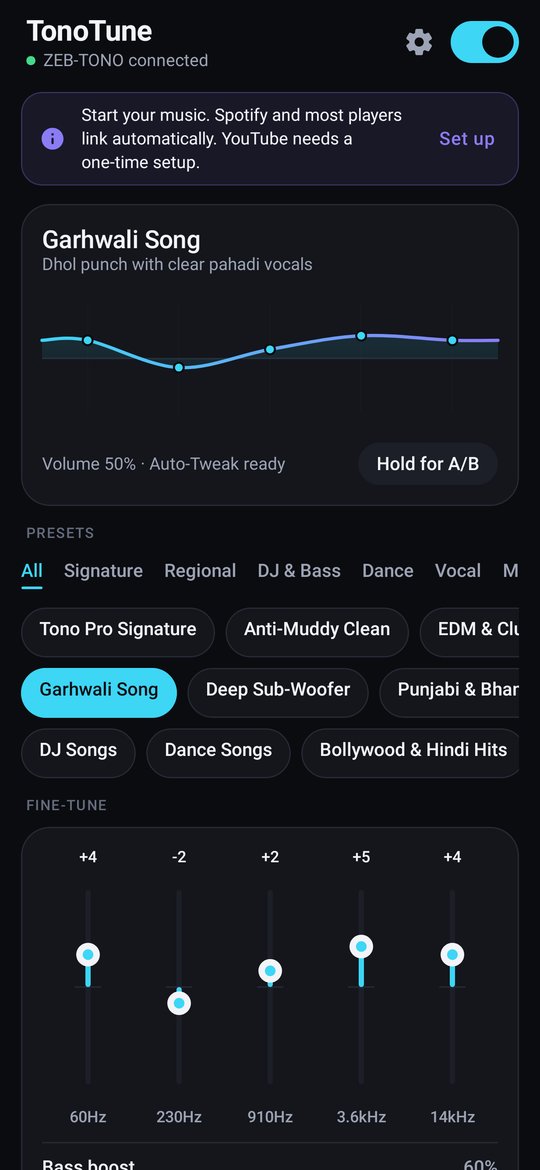 TonoTune
ZEB-TONO connected
Start your music. Spotify and most players
link automatically. YouTube needs a
one-time setup.
Set up
Garhwali Song
Dhol punch with clear pahadi vocals
Volume 50% · Auto-Tweak ready
Hold for A/B
PRESETS
All Signature Regional DJ & Bass Dance Vocal M
Tono Pro Signature Anti-Muddy Clean EDM & Clu
Garhwali Song Deep Sub-Woofer Punjabi & Bhan
DJ Songs Dance Songs Bollywood & Hindi Hits
FINE-TUNE
+4 -2 +2 +5 +4
60Hz 230Hz 910Hz 3.6kHz 14kHz
Bass boost 60%